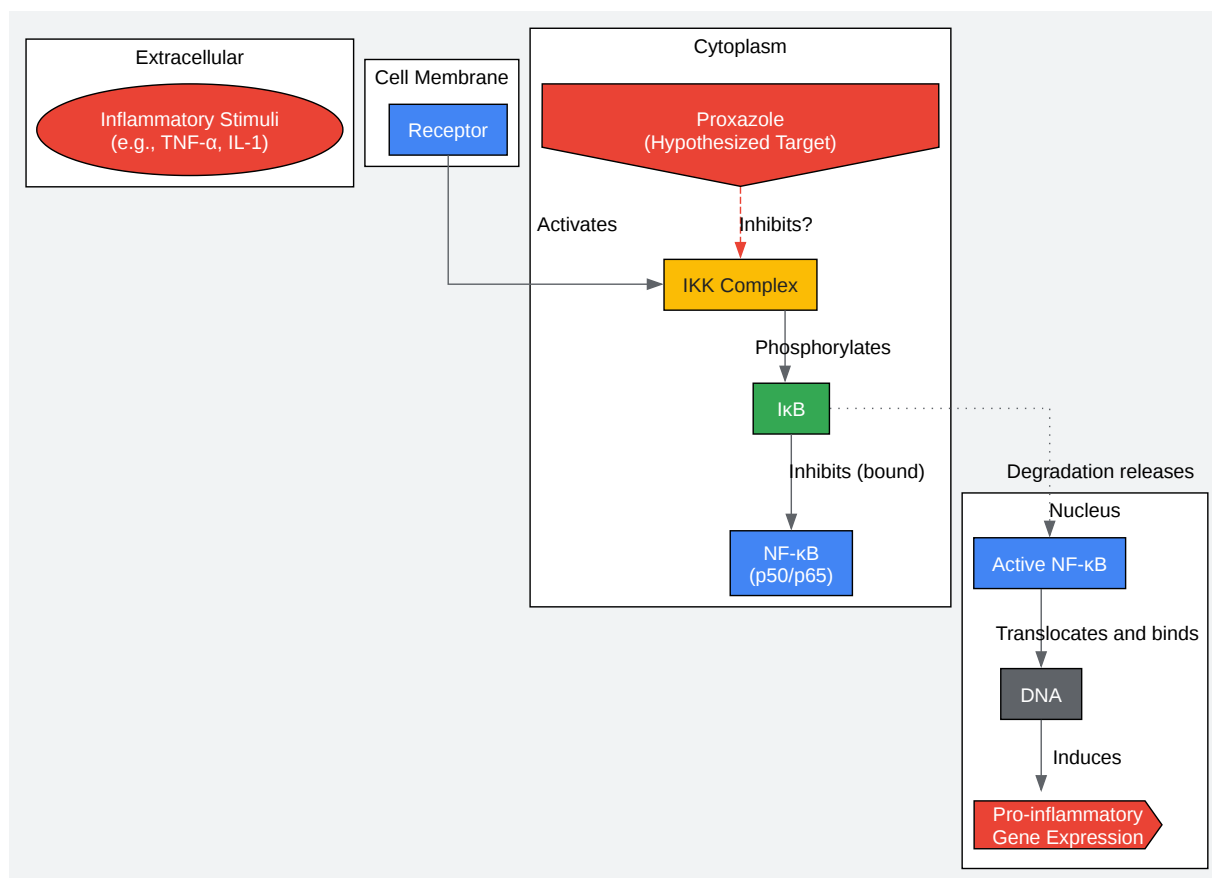 Extracellular
Inflammatory Stimuli
(e.g., TNF-α, IL-1)
Cell Membrane
Receptor
Cytoplasm
Proxazole
(Hypothesized Target)
Activates
Inhibits?
IKK Complex
Phosphorylates
IκB
Inhibits (bound)
Degradation releases
NF-κB
(p50/p65)
Nucleus
Active NF-κB
Translocates and binds
DNA
Induces
Pro-inflammatory
Gene Expression